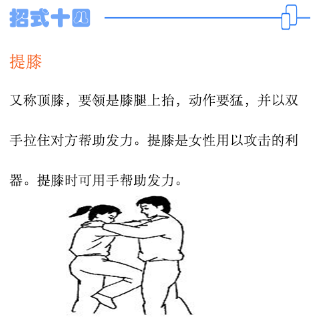 招式十四
提膝
又称顶膝，要领是膝腿上抬，动作要猛，并以双
手拉住对方帮助发力。提膝是女性用以攻击的利
器。提膝时可用手帮助发力。